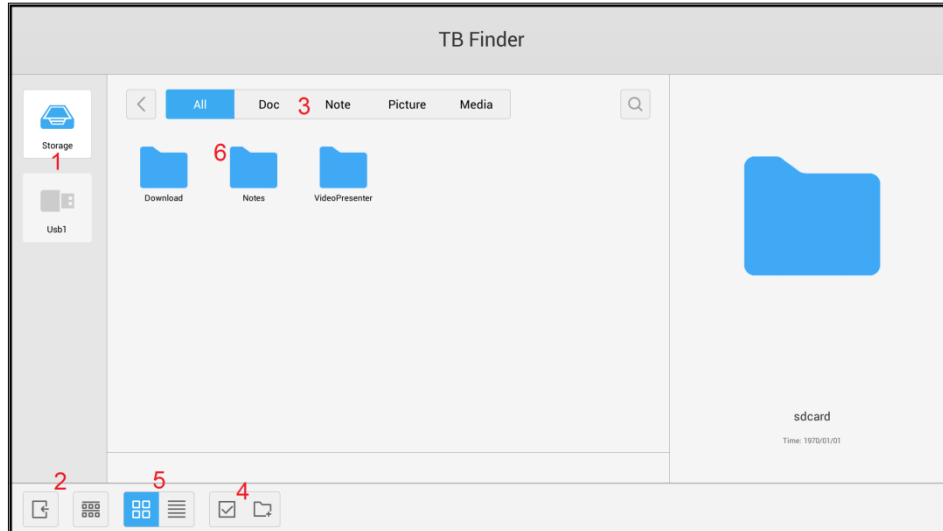 TB Finder
All Doc 3 Note Picture Media
Storage
1
6
Download Notes VideoPresenter
Usb1
sdcard
Time: 1970/01/01
2 5 4